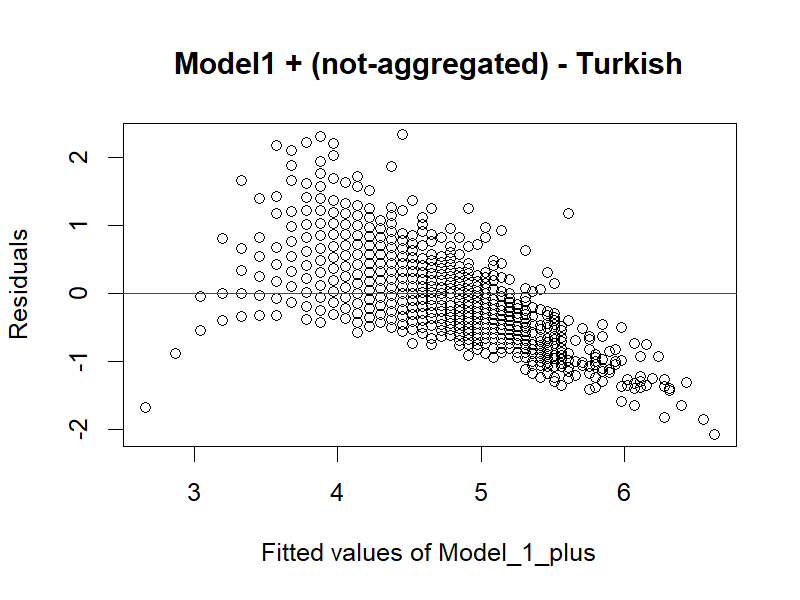 Model1 + (not-aggregated) - Turkish
2
1
0
-1
-2
Residuals
3 4 5 6
Fitted values of Model_1_plus